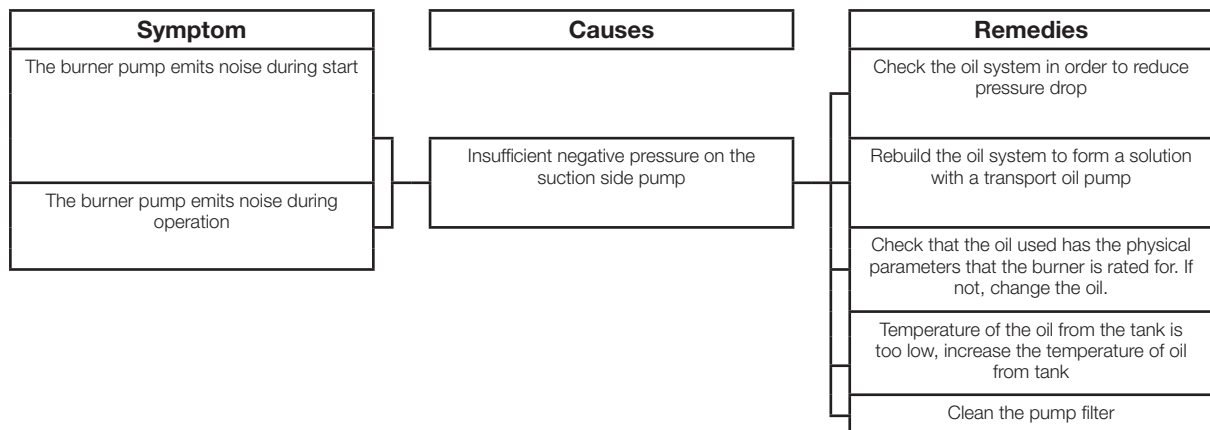 Symptom
Causes
Remedies
The burner pump emits noise during start
The burner pump emits noise during
operation
Insufficient negative pressure on the
suction side pump
Check the oil system in order to reduce
pressure drop
Rebuild the oil system to form a solution
with a transport oil pump
Check that the oil used has the physical
parameters that the burner is rated for. If
not, change the oil.
Temperature of the oil from the tank is
too low, increase the temperature of oil
from tank
Clean the pump filter